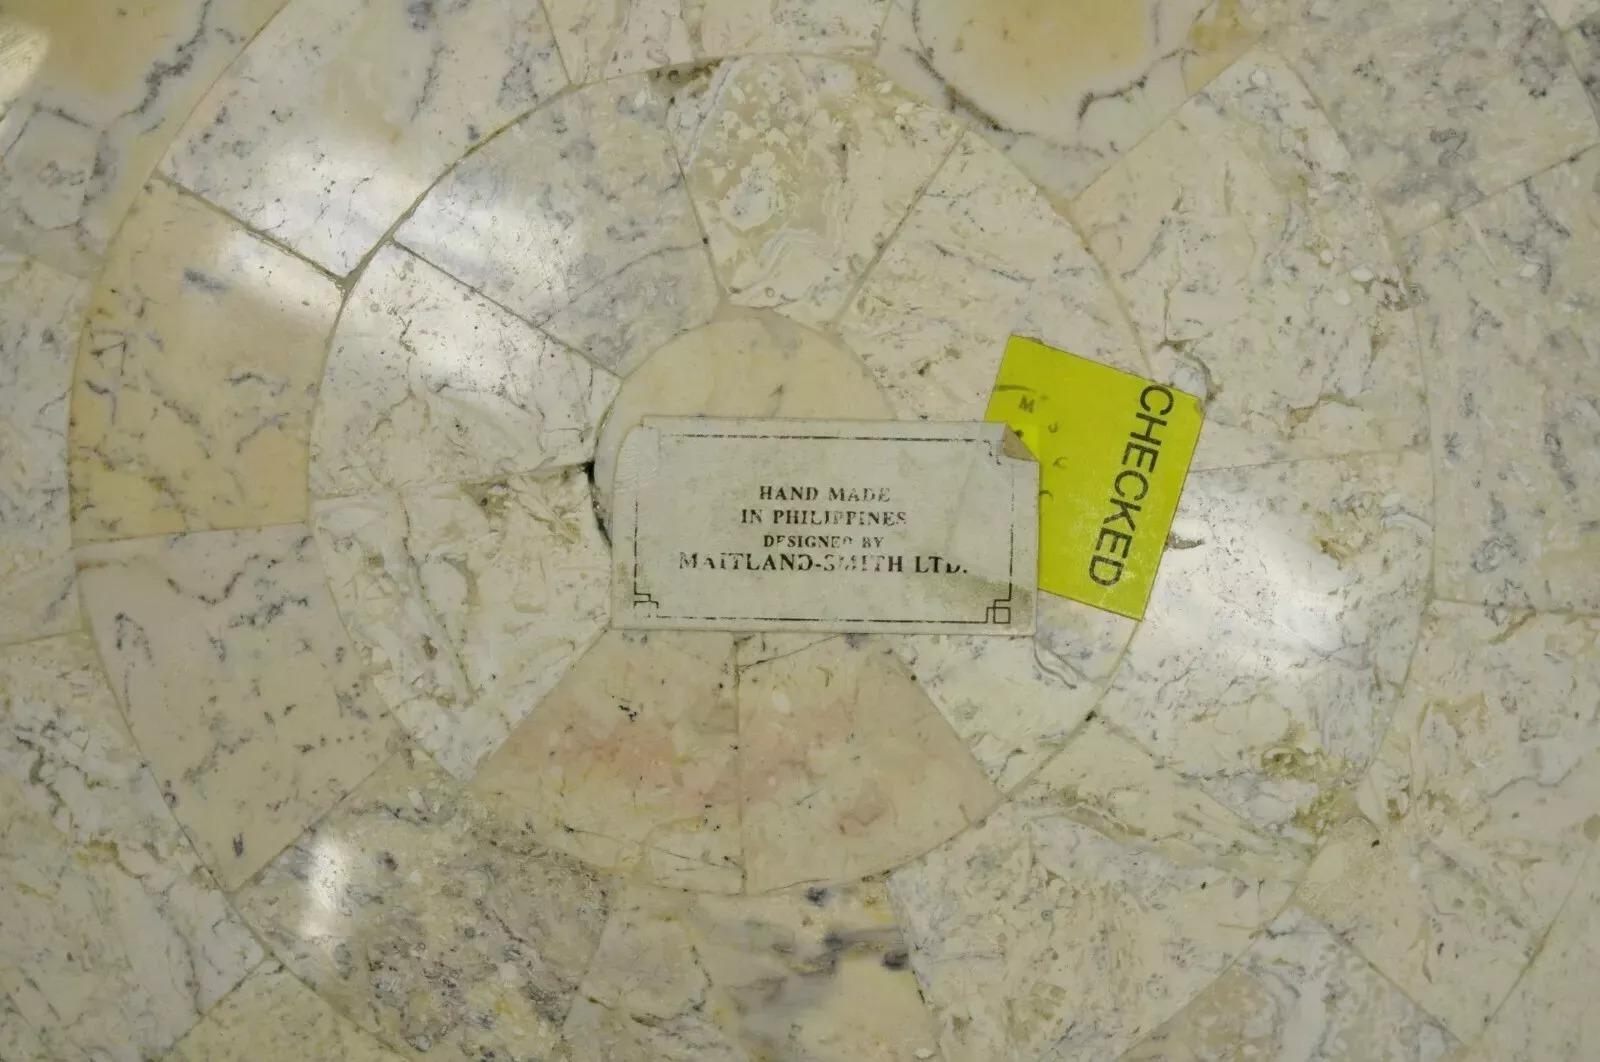 HAND MADE
IN PHILIPPINES
DESIGNED BY
MAITLAND-SMITH LTD.
CHECKED